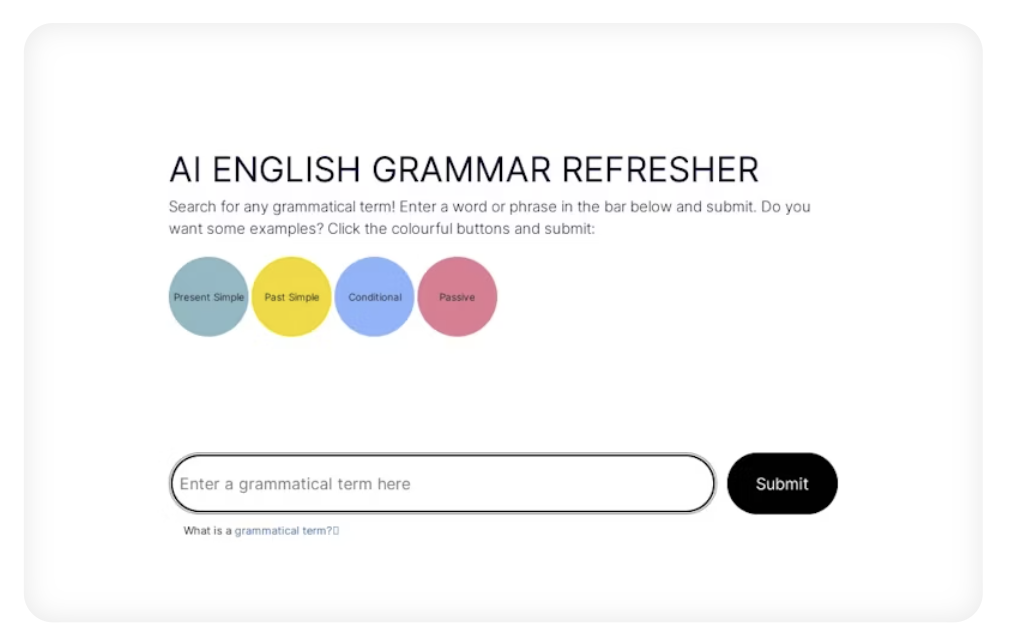 AI ENGLISH GRAMMAR REFRESHER
Search for any grammatical term! Enter a word or phrase in the bar below and submit. Do you
want some examples? Click the colourful buttons and submit:
Present Simple
Past Simple
Conditional
Passive
Enter a grammatical term here
Submit
What is a grammatical term?